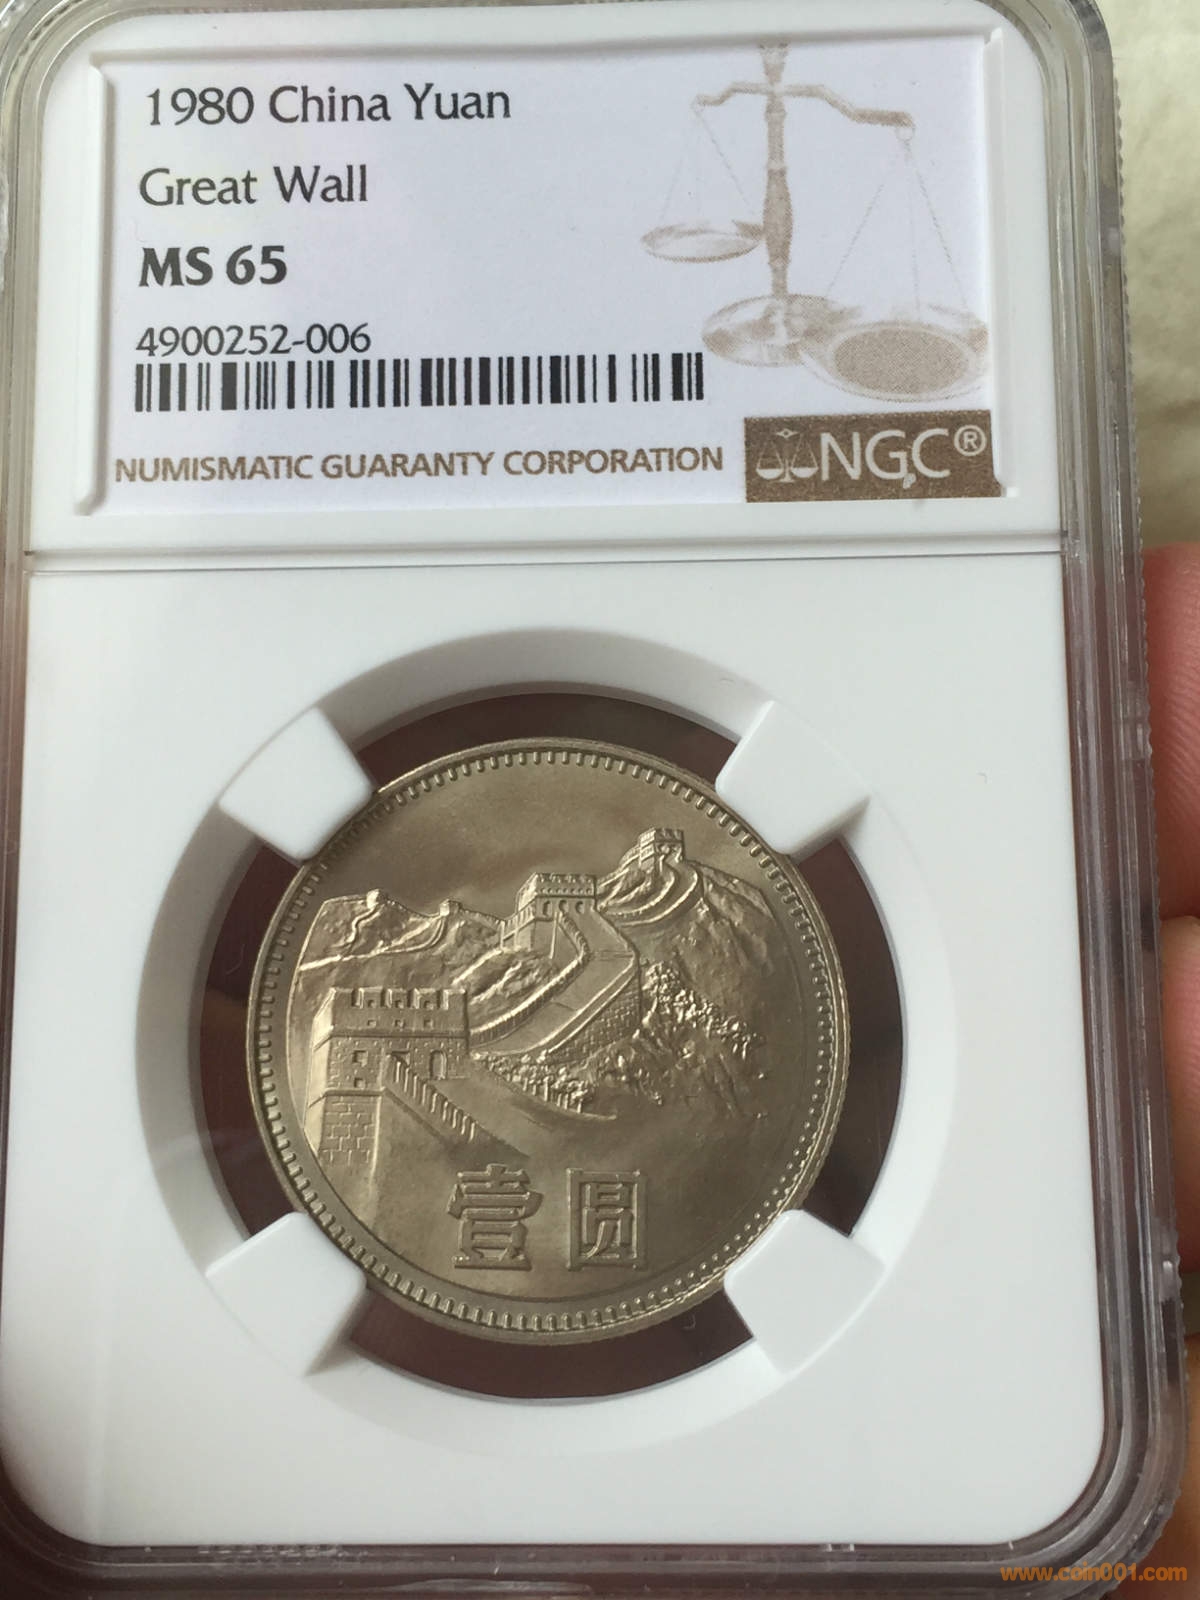 1980 China Yuan
Great Wall
MS 65
4900252-006
NUMISMATIC GUARANTY CORPORATION
NGC®
壹圆
www.coin001.com